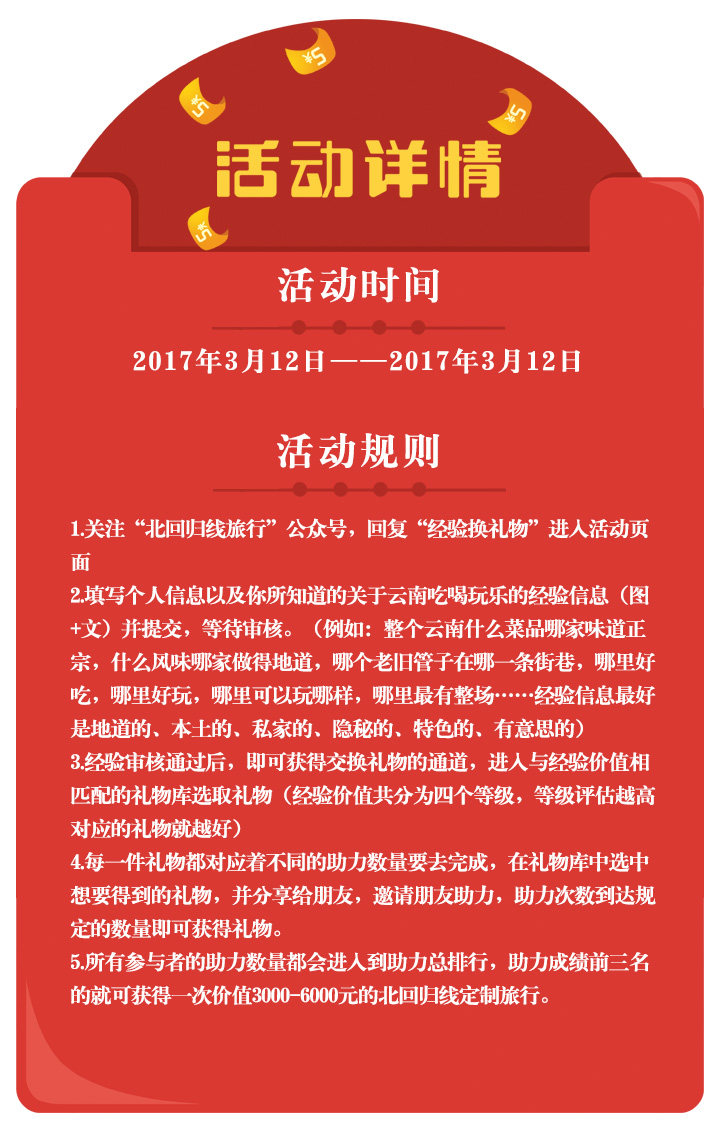 ¥5
¥5
¥5
活动详情
¥5
活动时间
2017年3月12日——2017年3月12日
活动规则
1.关注“北回归线旅行”公众号，回复“经验换礼物”进入活动页
面
2.填写个人信息以及你所知道的关于云南吃喝玩乐的经验信息（图
+文）并提交，等待审核。（例如：整个云南什么菜品哪家味道正
宗，什么风味哪家做得地道，哪个老旧管子在哪一条街巷，哪里好
吃，哪里好玩，哪里可以玩哪样，哪里最有整场……经验信息最好
是地道的、本土的、私家的、隐秘的、特色的、有意思的）
3.经验审核通过后，即可获得交换礼物的通道，进入与经验价值相
匹配的礼物库选取礼物（经验价值共分为四个等级，等级评估越高
对应的礼物就越好）
4.每一件礼物都对应着不同的助力数量要去完成，在礼物库中选中
想要得到的礼物，并分享给朋友，邀请朋友助力，助力次数到达规
定的数量即可获得礼物。
5.所有参与者的助力数量都会进入到助力总排行，助力成绩前三名
的就可获得一次价值3000-6000元的北回归线定制旅行。